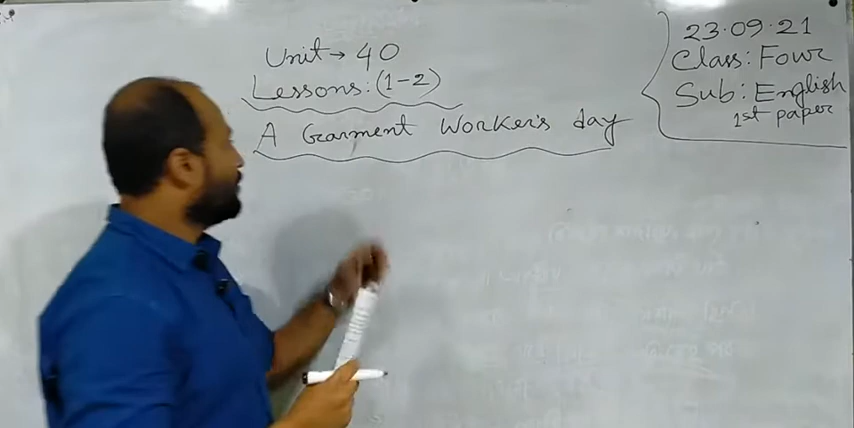 Unit → 40
Lessons: (1-2)
A Garment Worker's day
23.09.21
Class: Four
Sub: English
1st paper